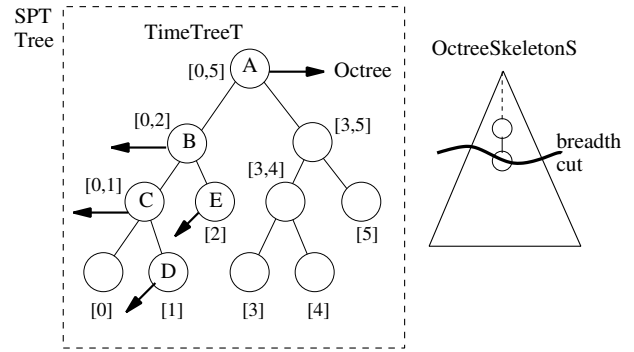 SPT
Tree
TimeTreeT
A
[0,5]
Octree
[0,2]
B
[3,5]
[0,1]
C
E
[3,4]
[2]
[5]
D
[0]
[1]
[3]
[4]
OctreeSkeletonS
breadth
cut